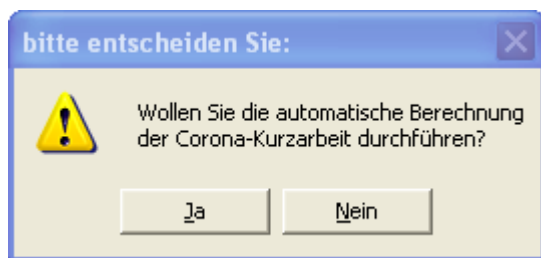 bitte entscheiden Sie:
Wollen Sie die automatische Berechnung
der Corona-Kurzarbeit durchführen?
Ja
Nein